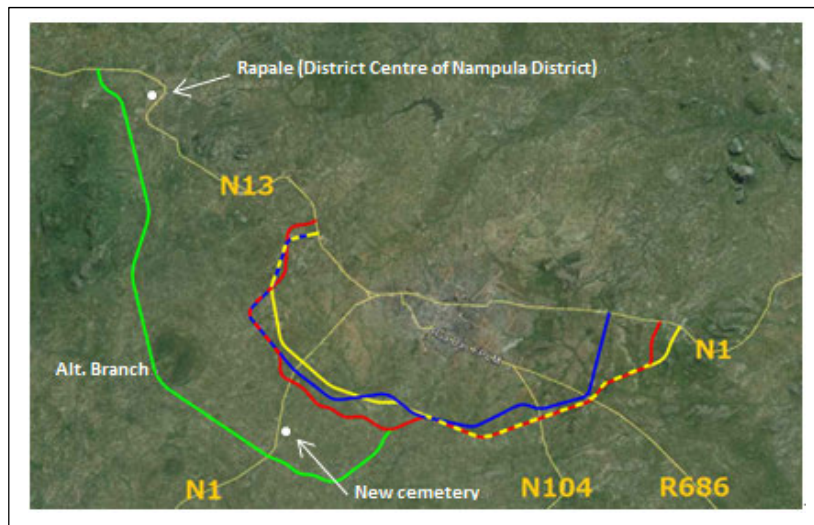 Rapale (District Centre of Nampula District)
N13
N1
Alt. Branch
New cemetery
N1
N104
R686